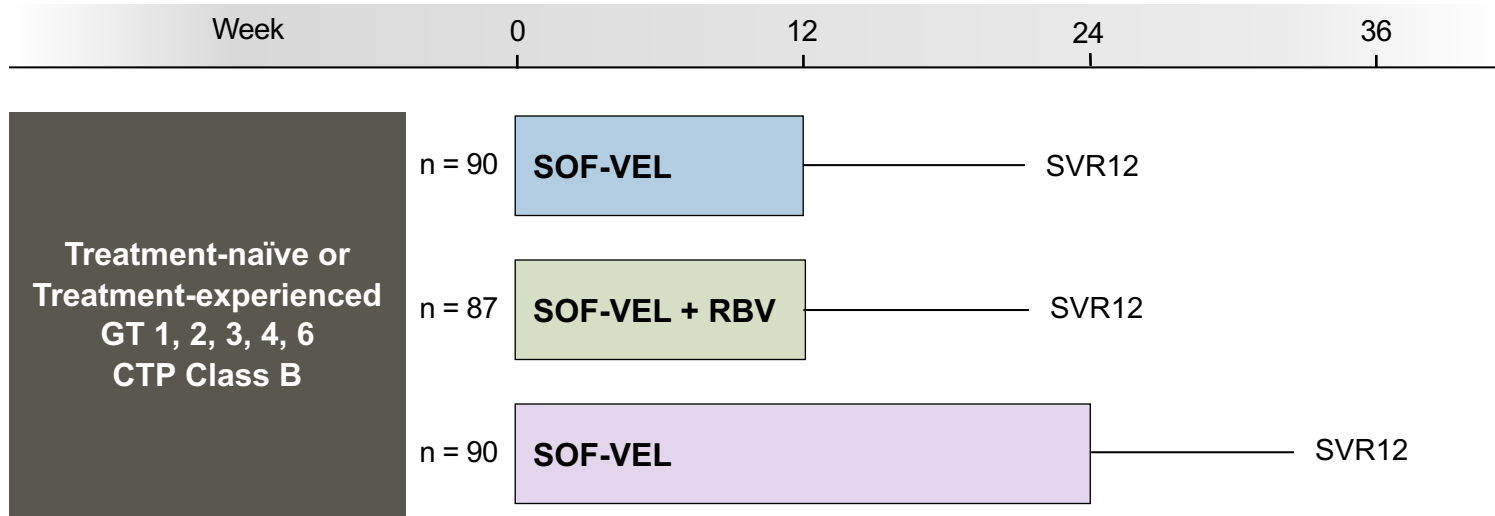 Week 0 12 24 36
n = 90 SOF-VEL SVR12
Treatment-naïve or
Treatment-experienced
GT 1, 2, 3, 4, 6
CTP Class B
n = 87 SOF-VEL + RBV SVR12
n = 90 SOF-VEL SVR12